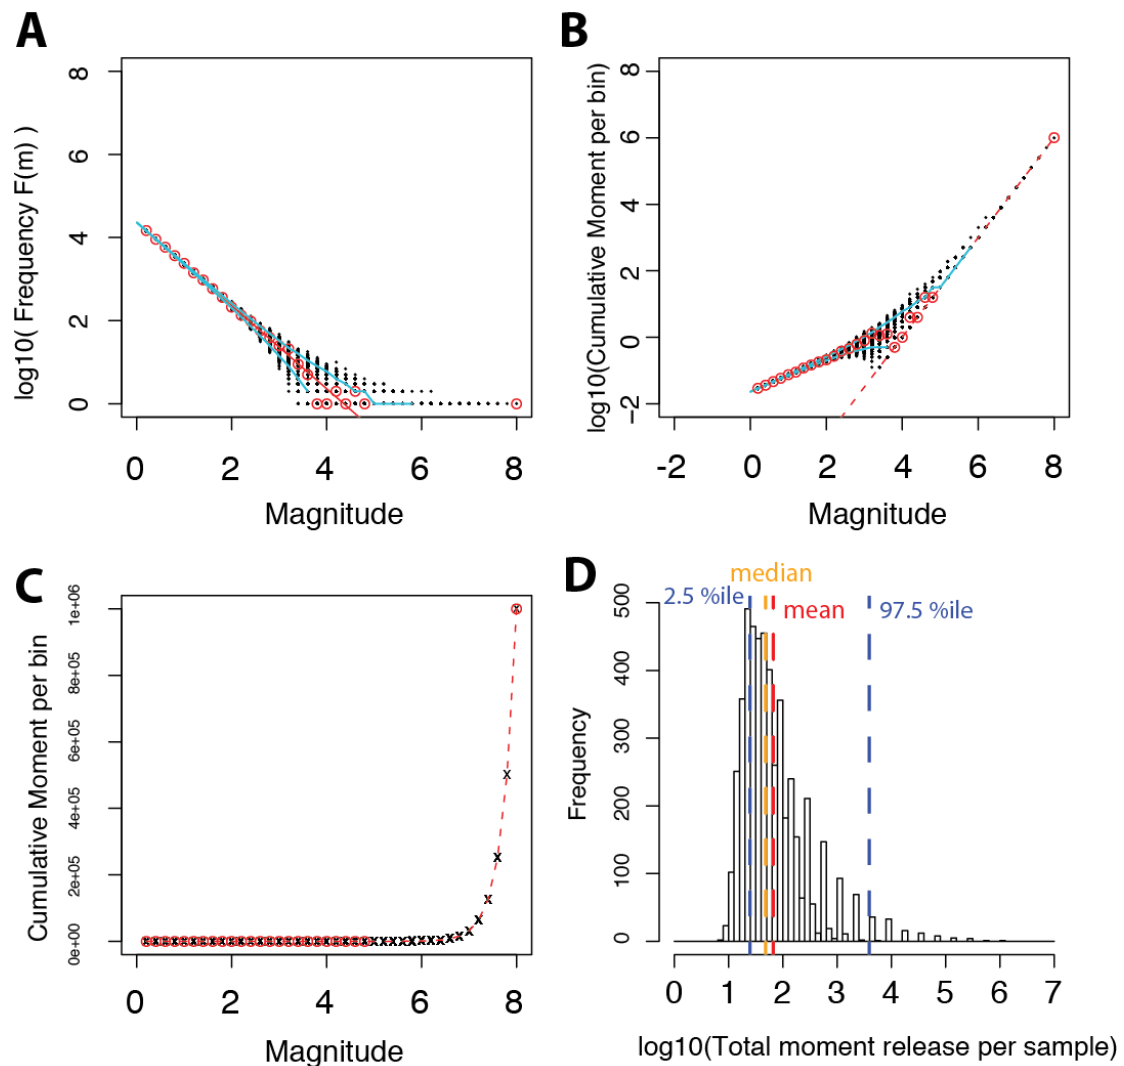 A
log10( Frequency F(m) )
8
6
4
2
0
0 2 4 6 8
Magnitude
B
log10(Cumulative Moment per bin)
8
6
4
2
0
-2
-2 0 2 4 6 8
Magnitude
C
Cumulative Moment per bin
1e+06
8e+05
6e+05
4e+05
2e+05
0e+00
0 2 4 6 8
Magnitude
D
median
2.5 %ile
mean
97.5 %ile
Frequency
500
400
300
200
100
0
0 1 2 3 4 5 6 7
log10(Total moment release per sample)